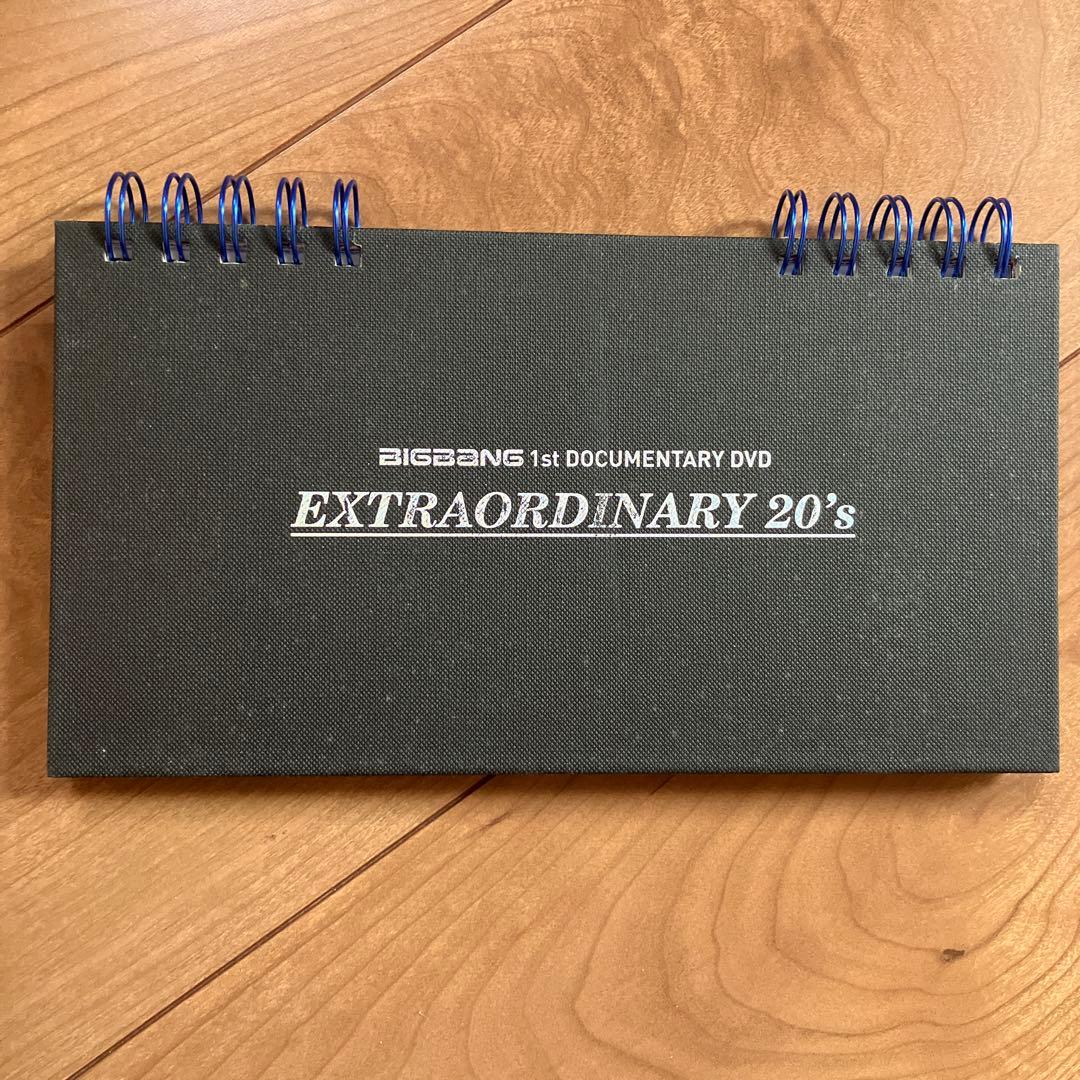 BIGBANG 1st DOCUMENTARY DVD
EXTRAORDINARY 20's